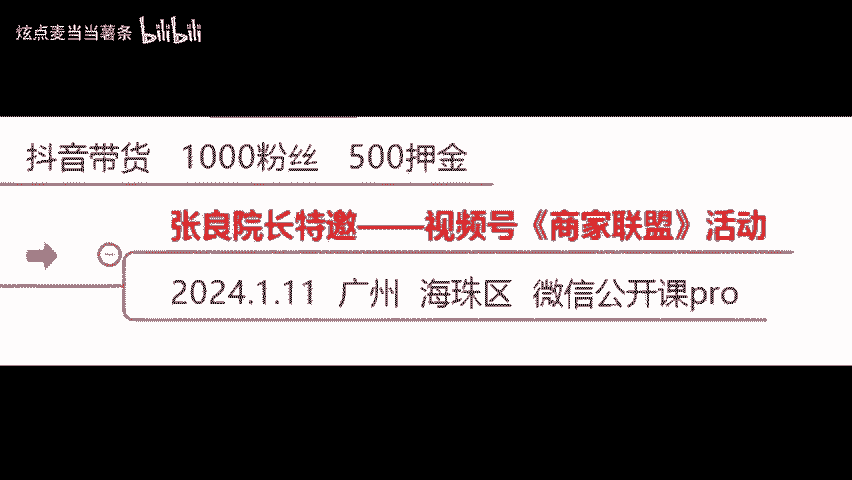 炫点麦当当薯条 bilibili
抖音带货 1000粉丝 500押金
张良院长特邀——视频号《商家联盟》活动
2024.1.11 广州 海珠区 微信公开课pro